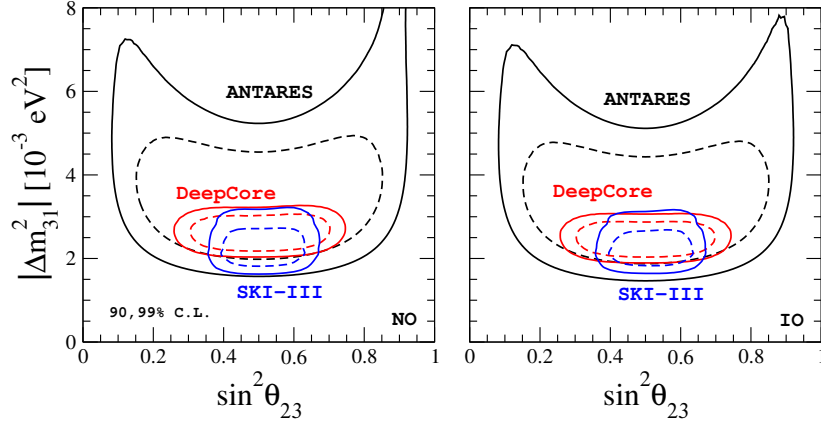 |Δm²₃₁| [10⁻³ eV²]
8
6
4
2
0
ANTARES
DeepCore
SKI-III
90,99% C.L.
NO
0 0.2 0.4 0.6 0.8 1
sin²θ₂₃
ANTARES
DeepCore
SKI-III
IO
0 0.2 0.4 0.6 0.8 1
sin²θ₂₃